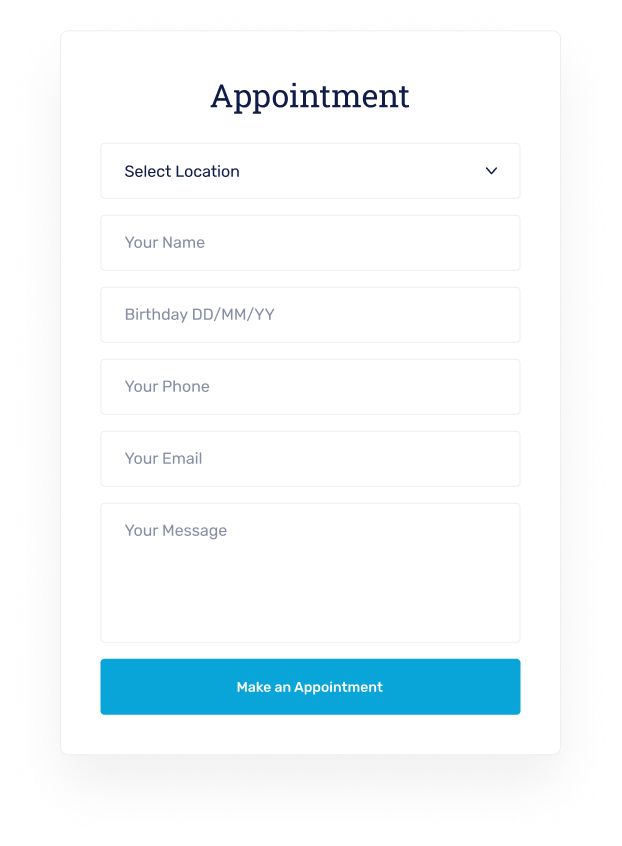 Appointment
Select Location
Your Name
Birthday DD/MM/YY
Your Phone
Your Email
Your Message
Make an Appointment